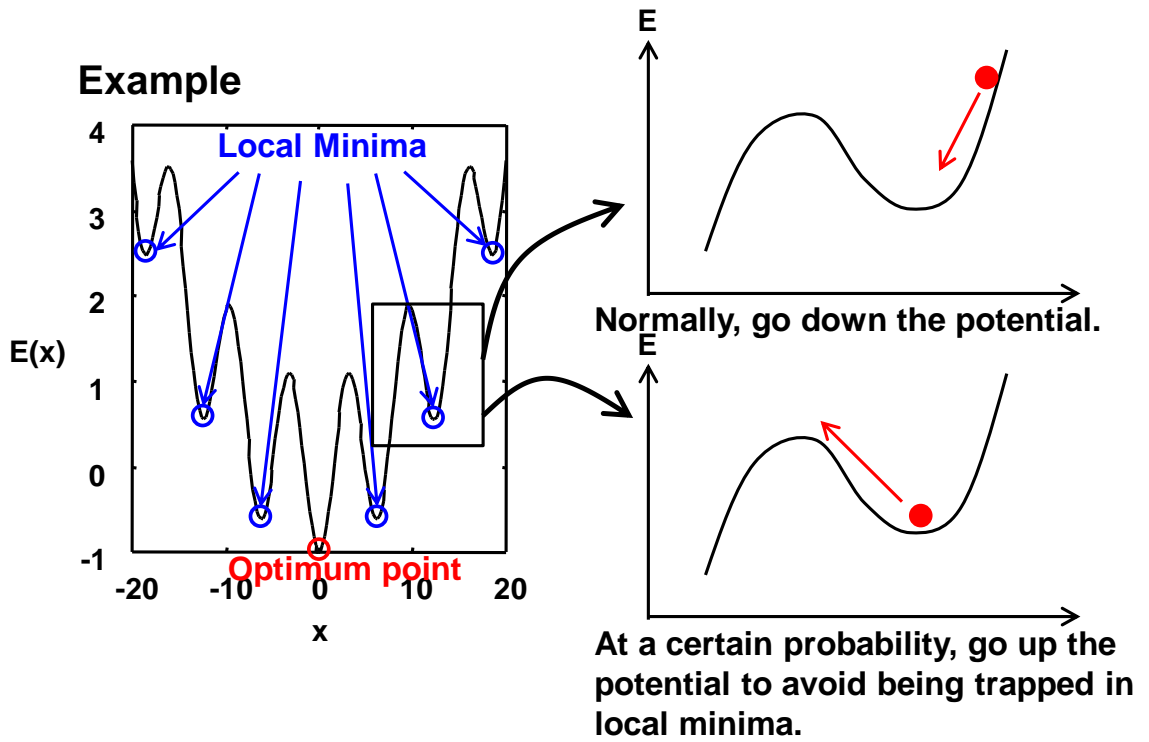 Example
Local Minima
4
3
2
1
0
-1
E(x)
-20 -10 0 10 20
Optimum point
x
E
Normally, go down the potential.
E
At a certain probability, go up the
potential to avoid being trapped in
local minima.